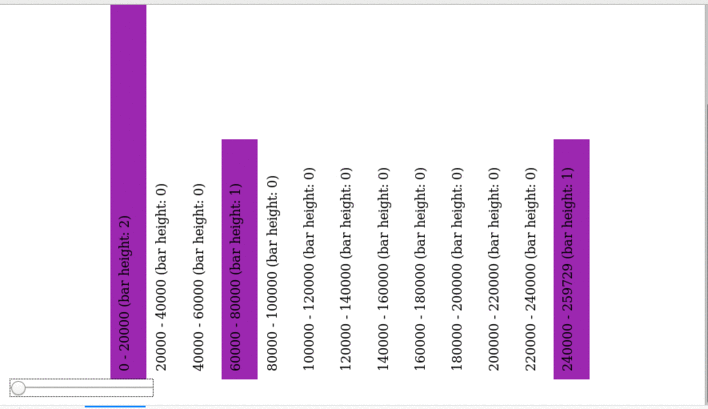 0 - 20000 (bar height: 2)
20000 - 40000 (bar height: 0)
40000 - 60000 (bar height: 0)
60000 - 80000 (bar height: 1)
80000 - 100000 (bar height: 0)
100000 - 120000 (bar height: 0)
120000 - 140000 (bar height: 0)
140000 - 160000 (bar height: 0)
160000 - 180000 (bar height: 0)
180000 - 200000 (bar height: 0)
200000 - 220000 (bar height: 0)
220000 - 240000 (bar height: 0)
240000 - 259729 (bar height: 1)